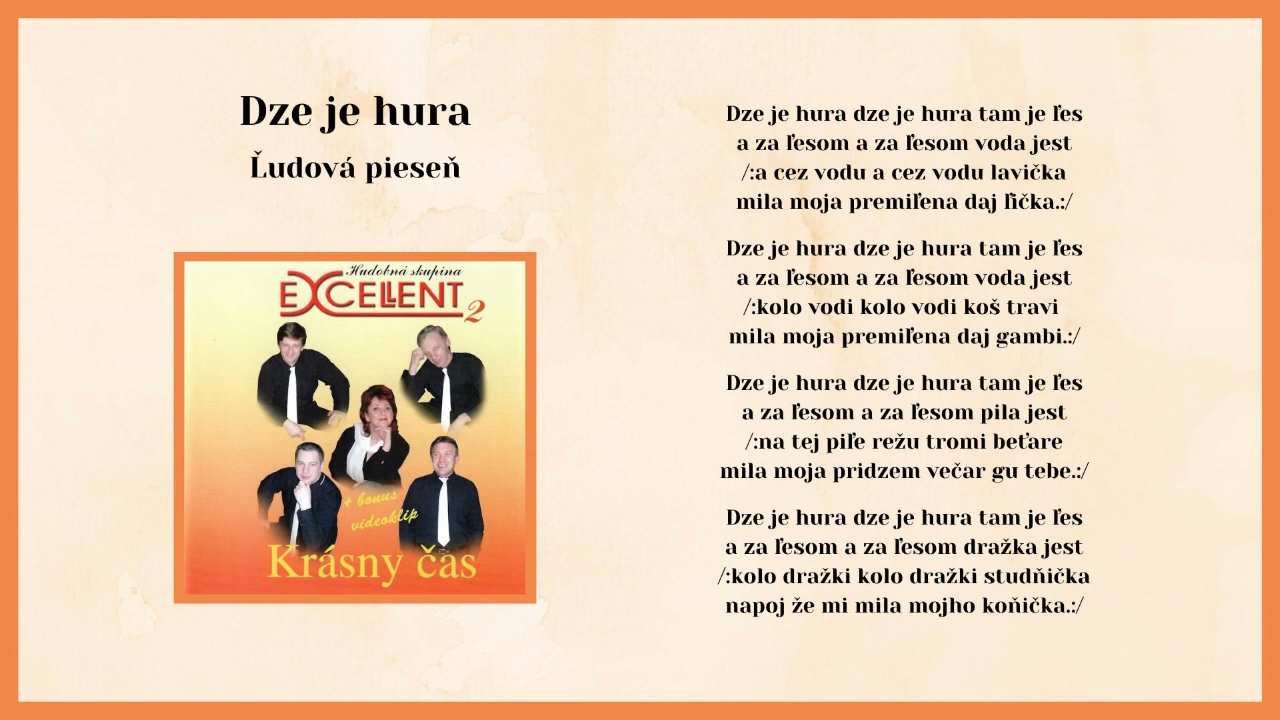 Dze je hura
Ľudová pieseň
Hudobná skupina
EXCELLENT
2
+ bonus
videoklip
Krásny čas
Dze je hura dze je hura tam je ľes
a za ľesom a za ľesom voda jest
/:a cez vodu a cez vodu lavička
mila moja premiľena daj ľička.:/
Dze je hura dze je hura tam je ľes
a za ľesom a za ľesom voda jest
/:kolo vodi kolo vodi koš travi
mila moja premiľena daj gambi.:/
Dze je hura dze je hura tam je ľes
a za ľesom a za ľesom pila jest
/:na tej piľe režu tromi beťare
mila moja pridzem večar gu tebe.:/
Dze je hura dze je hura tam je ľes
a za ľesom a za ľesom dražka jest
/:kolo dražki kolo dražki studňička
napoj že mi mila mojho koňička.:/